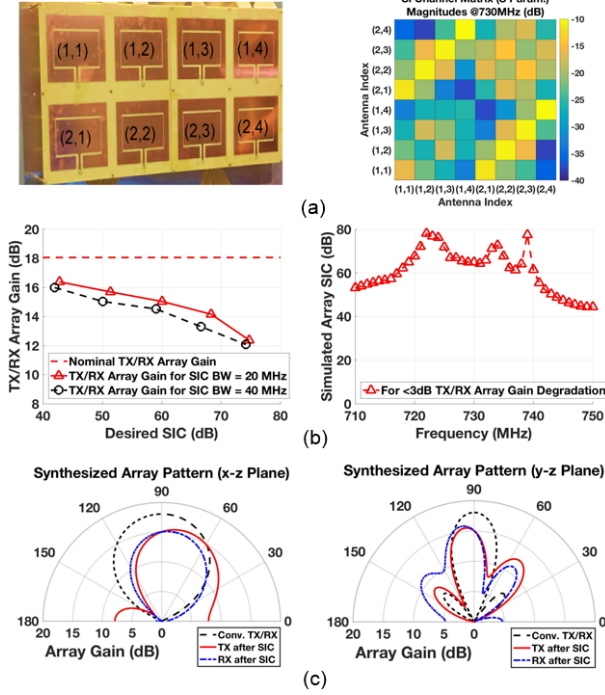 SI Channel Matrix (S Param.)
Magnitudes @730MHz (dB)
(1,1) (1,2) (1,3) (1,4)
(2,1) (2,2) (2,3) (2,4)
Antenna Index
(2,4)
(2,3)
(2,2)
(2,1)
(1,4)
(1,3)
(1,2)
(1,1)
(1,1) (1,2) (1,3) (1,4) (2,1) (2,2) (2,3) (2,4)
Antenna Index
-10
-15
-20
-25
-30
-35
-40
(a)
TX/RX Array Gain (dB)
20
18
16
14
12
10
8
Nominal TX/RX Array Gain
TX/RX Array Gain for SIC BW = 20 MHz
TX/RX Array Gain for SIC BW = 40 MHz
40 50 60 70 80
Desired SIC (dB)
Simulated Array SIC (dB)
80
60
40
20
0
For <3dB TX/RX Array Gain Degradation
710 720 730 740 750
Frequency (MHz)
(b)
Synthesized Array Pattern (x-z Plane)
90
120 60
150 30
180 0
20 15 10 5 0
Array Gain (dB)
Conv. TX/RX
TX after SIC
RX after SIC
Synthesized Array Pattern (y-z Plane)
90
120 60
150 30
180 0
20 15 10 5 0
Array Gain (dB)
Conv. TX/RX
TX after SIC
RX after SIC
(c)